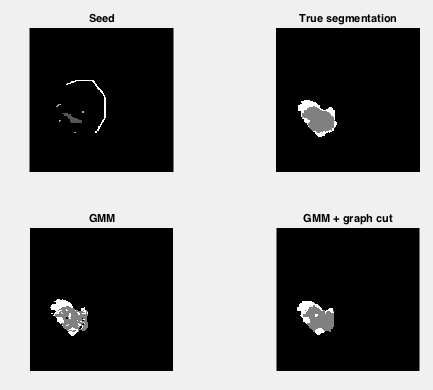 Seed
True segmentation
GMM
GMM + graph cut